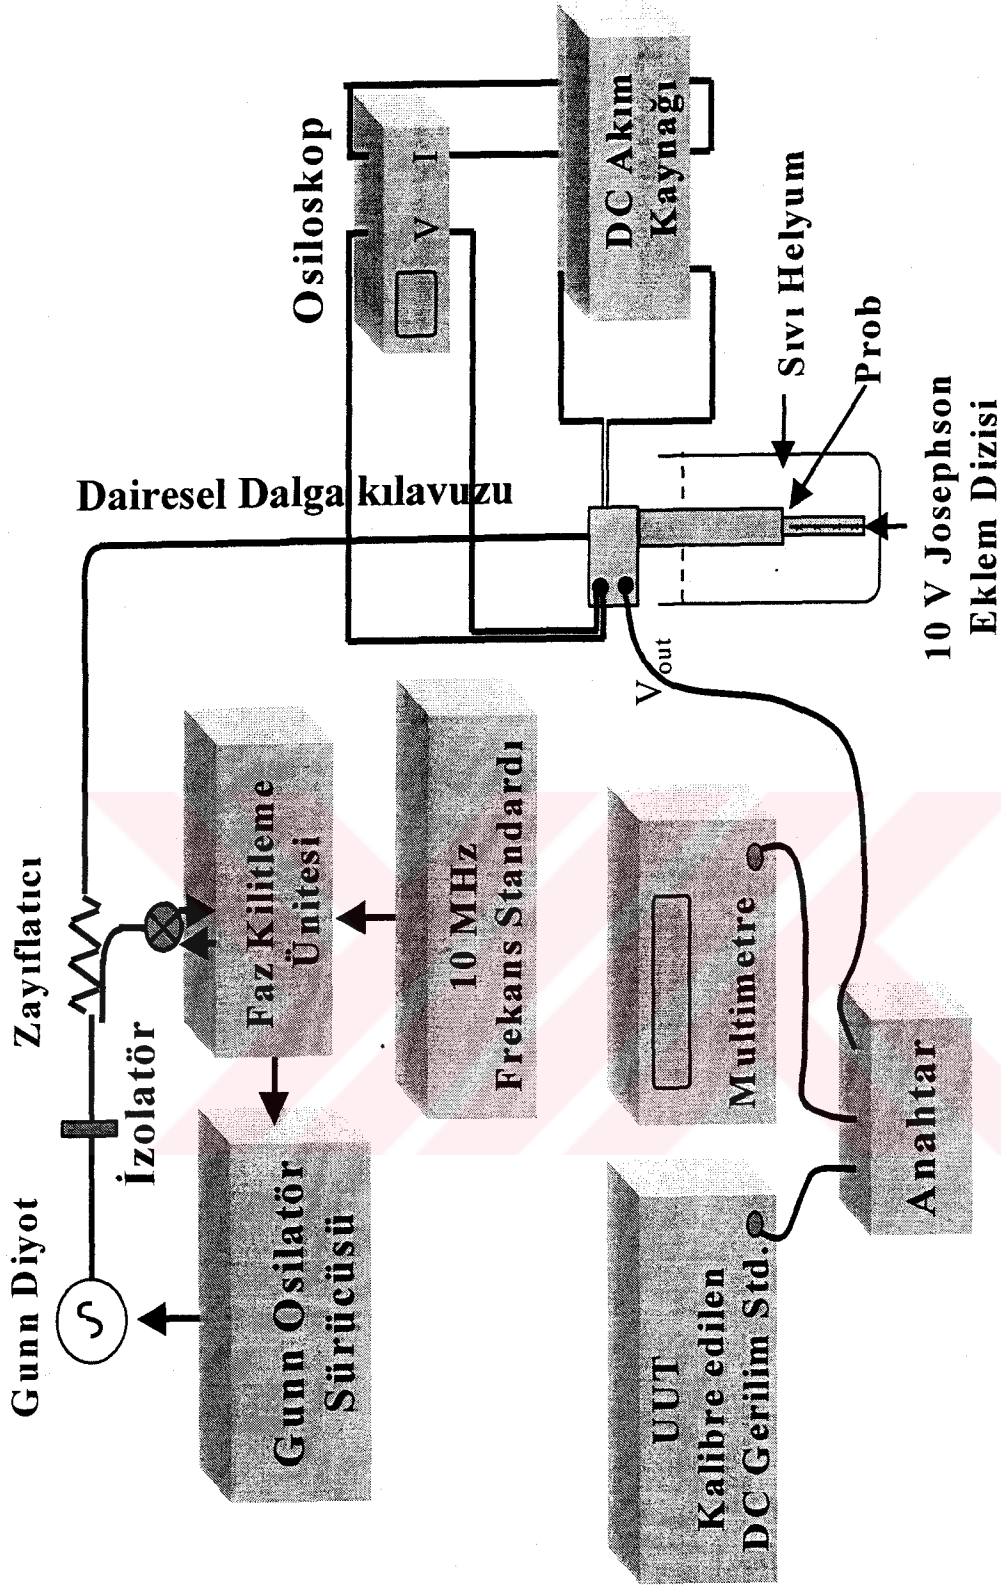 Gunn Diyot
İzolatör
Zayıflatıcı
Dairesel Dalga kılavuzu
Osiloskop
V I
Gunn Osilatör
Sürücüsü
Faz Kilitleme
Ünitesi
10 MHz
Frekans Standardı
DC Akım
Kaynağı
UUT
Kalibre edilen
DC Gerilim Std.
Multimetre
Vout
Sıvı Helyum
Prob
10 V Josephson
Eklem Dizisi
Anahtar